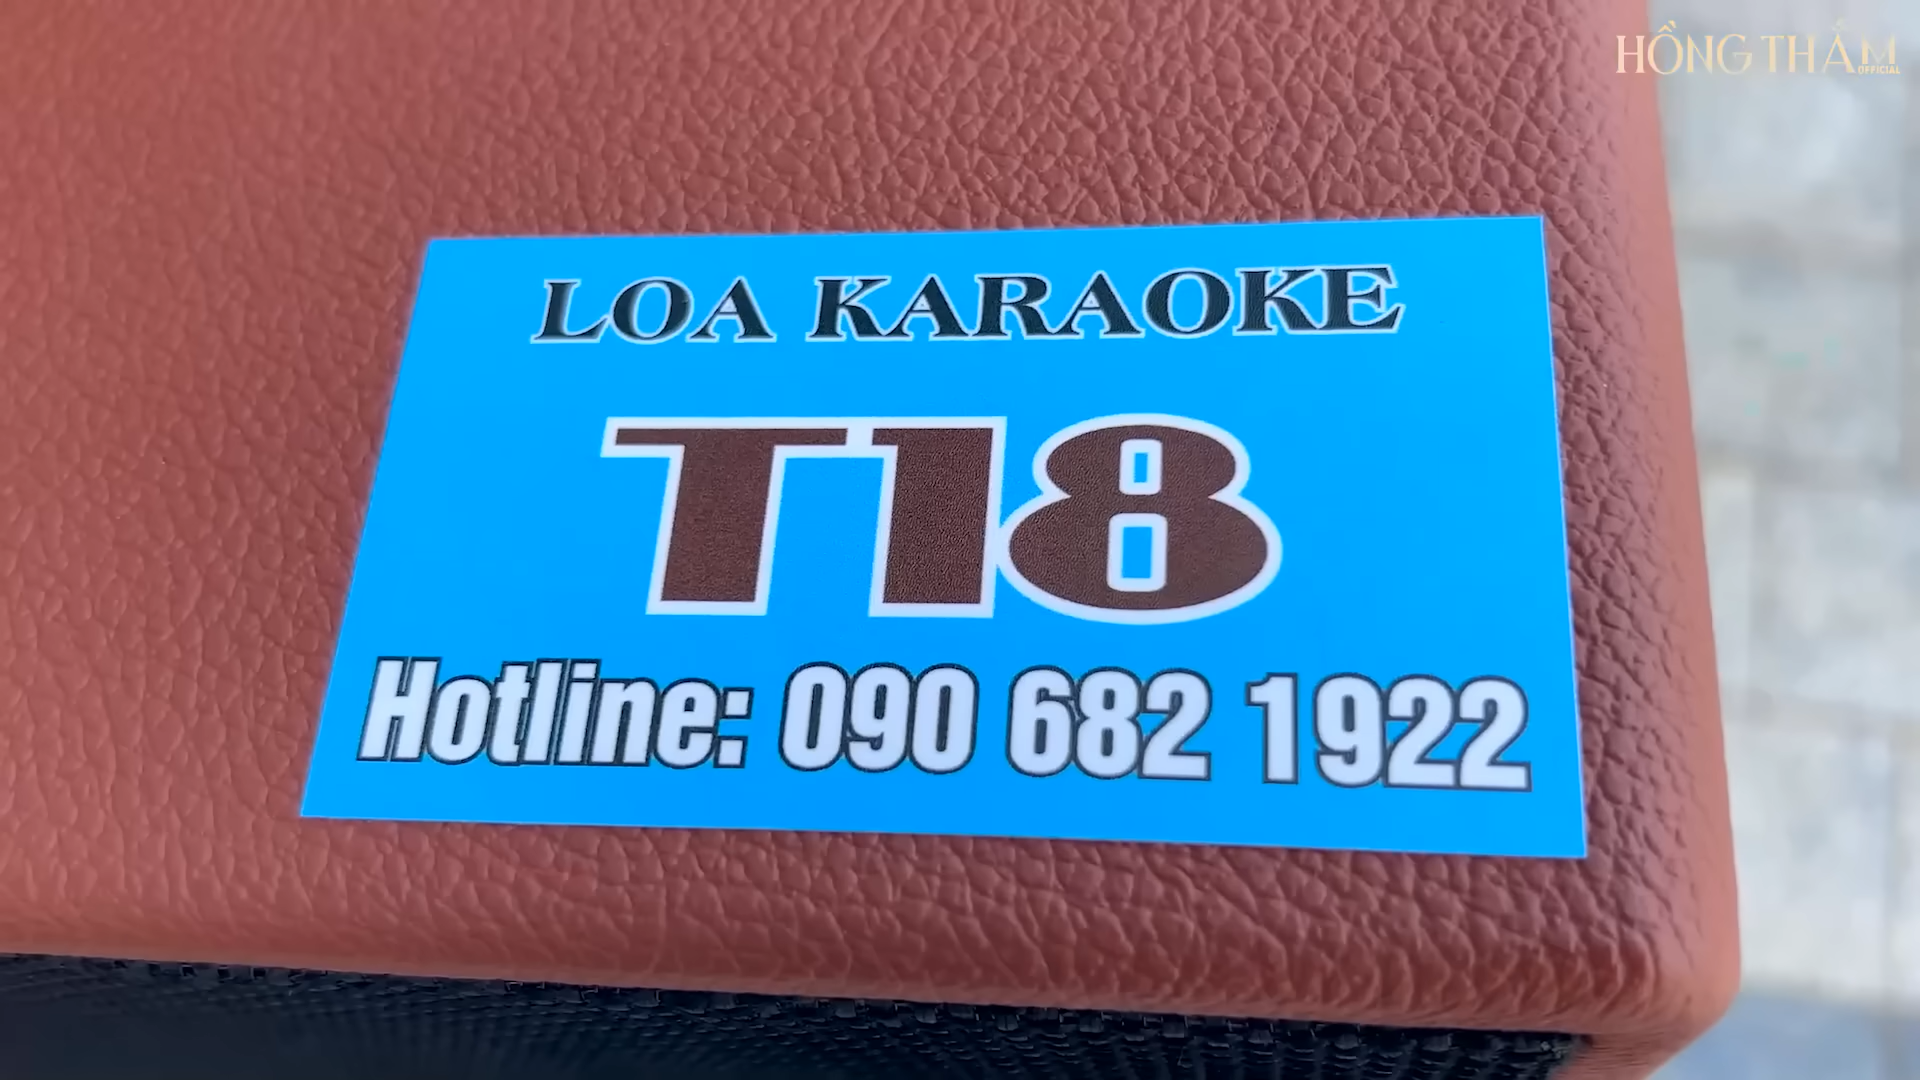 HỒNG THẮM
OFFICIAL
LOA KARAOKE
T18
Hotline: 090 682 1922